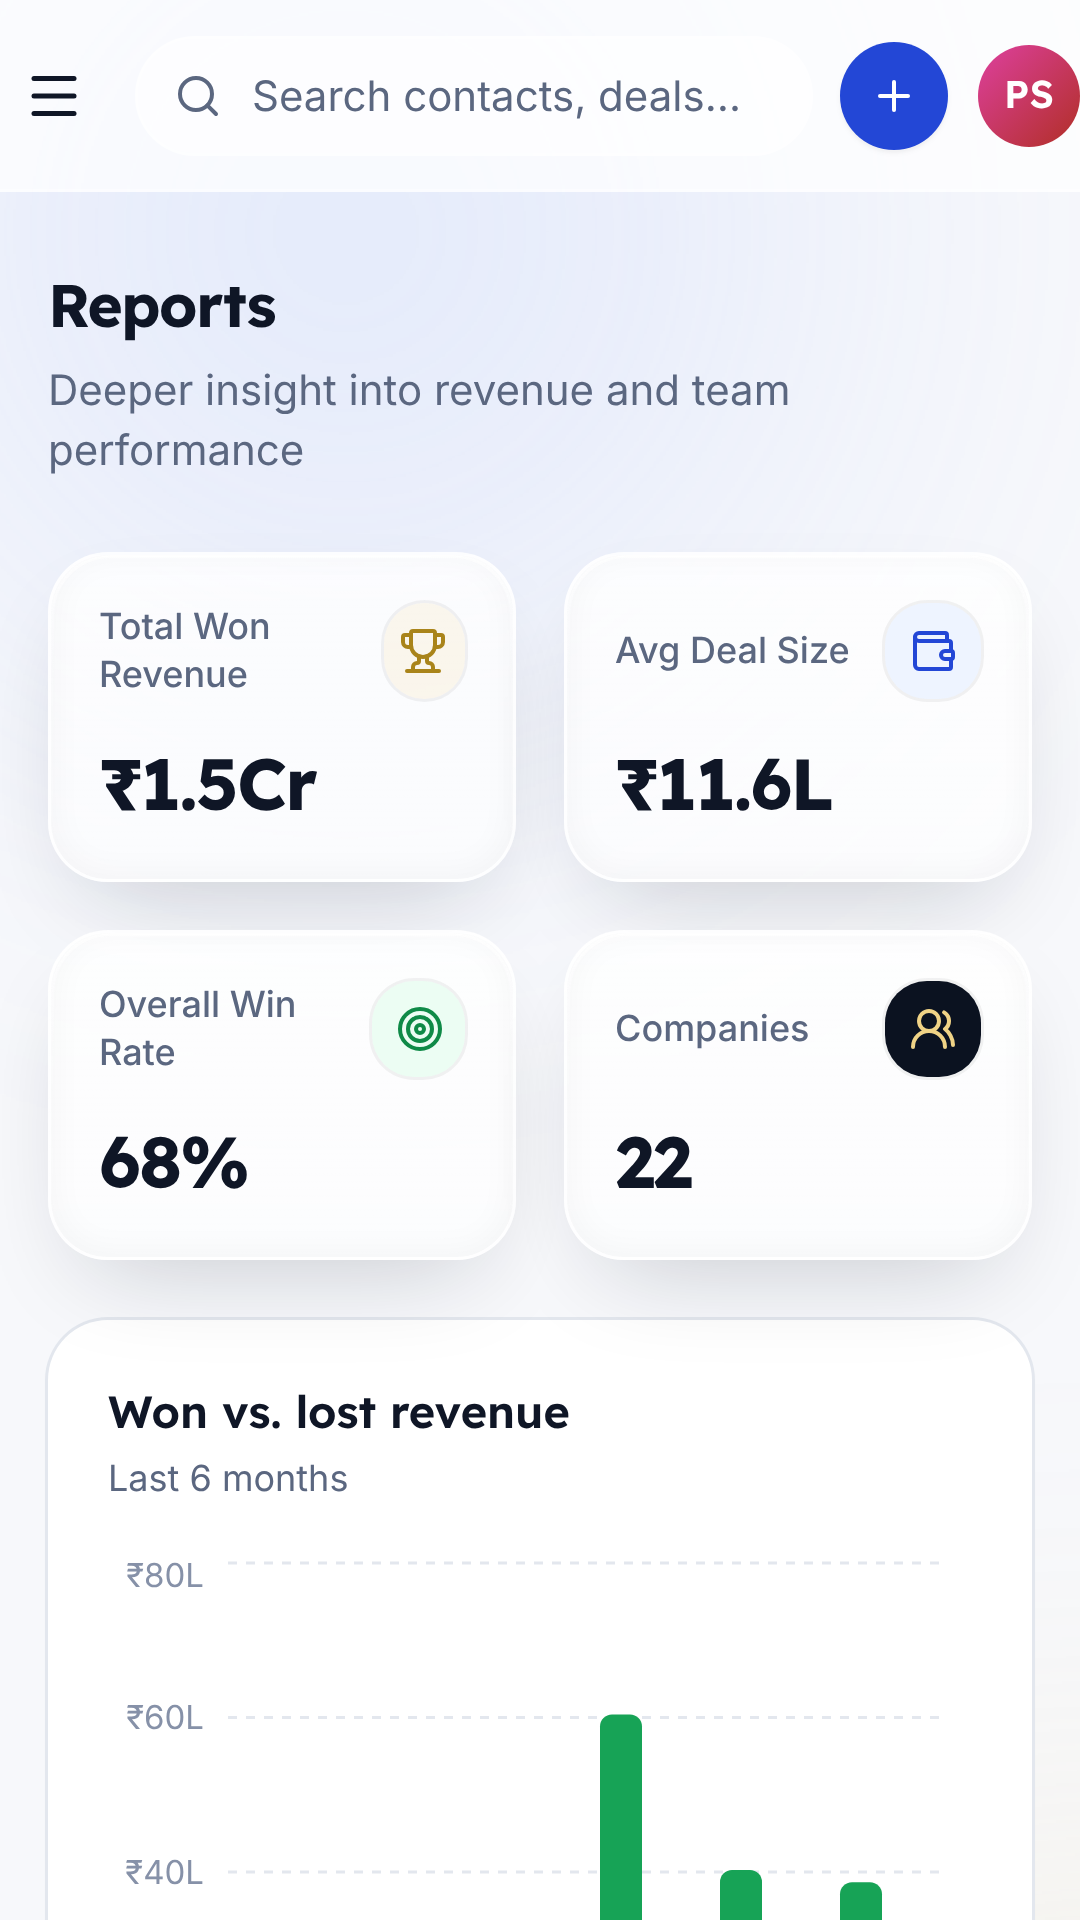 Search contacts, deals...
PS
Reports
Deeper insight into revenue and team
performance
Total Won
Revenue
₹1.5Cr
Avg Deal Size
₹11.6L
Overall Win
Rate
68%
Companies
22
Won vs. lost revenue
Last 6 months
₹80L
₹60L
₹40L